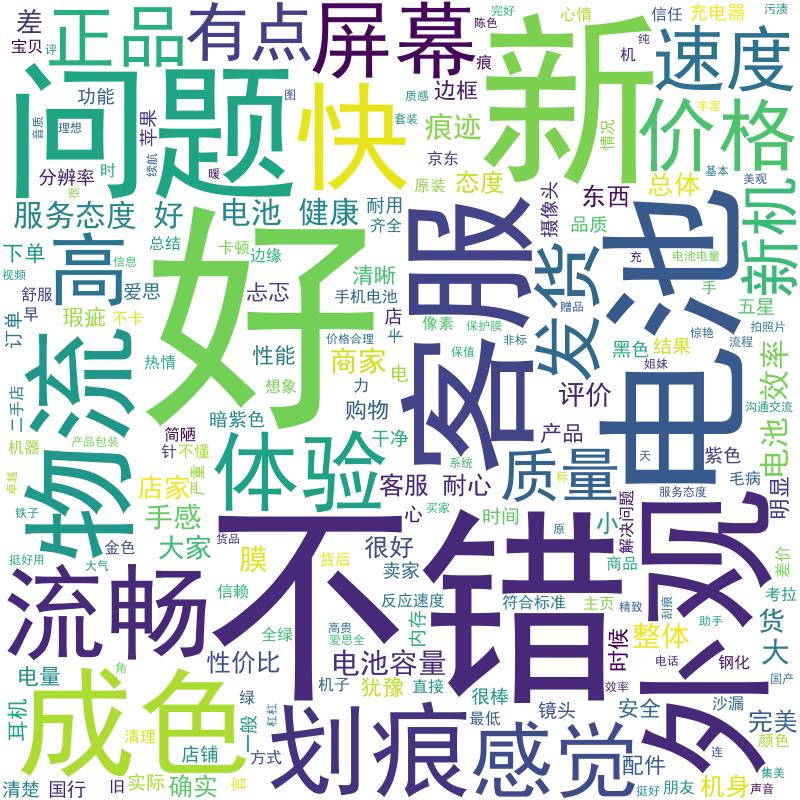 差
宝贝
评
正品
有点
屏幕
痕
陈色
完好
心情
机
纯
信任
充电器
污渍
速度
问题
快
新
价格
功能
苹果
音质
理想
图
质感
套装
边框
痕迹
京东
情况
丰富
分辨率
时
续航
很
暖
原装
态度
总体
基本
美观
服务态度
好
电池
健康
耐用
齐全
客服
摄像头
东西
品质
电池
新机
下单
高
总结
卡顿
边缘
视频
信息
舒服
早
爱思
忐忑
清晰
手机电池
发货
充
电池电量
手
订单
瑕疵
不卡
好
店
像素
保护膜
赠品
非标
惊艳
五星
拍照片
物流
热情
性能
价格合理
商家
乎
电
保值
黑色
结果
姐妹
流程
效率
想象
力
二手店
暗紫色
购物
评价
沟通交流
机器
产品包装
简陋
针
不懂
体验
干净
产品
紫色
电池
卓越
严重
店家
客服
耐心
系统
质量
标
天
毛病
明显
铁子
手感
心
买家
时间
原
小
解决问题
服务态度
外观
金色
大家
货品
不错
挺好用
大气
膜
货后
很好
卖家
商品
差价
流畅
信赖
反应速度
符合标准
主页
精致
刮痕
考拉
全绿
高贵
爱思全
内存
时候
整体
助手
货
大
性价比
电池容量
效率
电话
钢化
国产
电量
成色
角
绿
机子
犹豫
直接
很棒
镜头
安全
沙漏
完美
耳机
清理
一般
杠杠
划痕
最低
感觉
配件
连
颜色
店铺
方式
集美
清楚
国行
旧
实际
确实
官
朋友
挺好
机身
声音